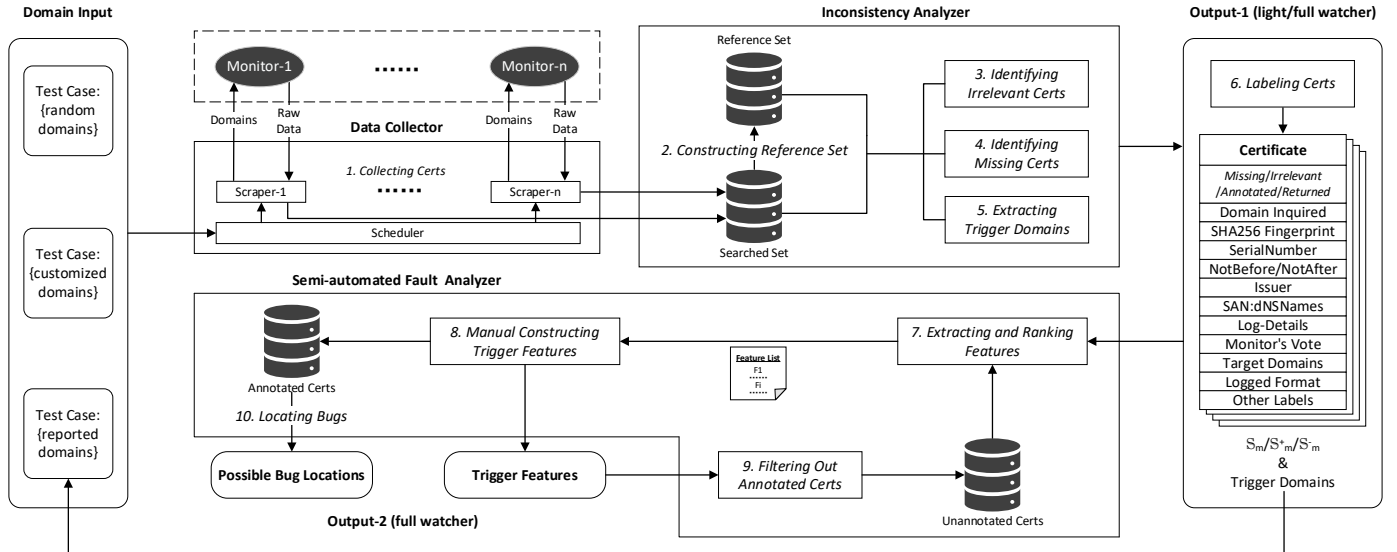 Domain Input
Test Case:
{random
domains}
Test Case:
{customized
domains}
Test Case:
{reported
domains}
Monitor-1
......
Monitor-n
Domains
Raw
Data
Domains
Raw
Data
Data Collector
1. Collecting Certs
Scraper-1
......
Scraper-n
Scheduler
Inconsistency Analyzer
Reference Set
2. Constructing Reference Set
Searched Set
3. Identifying
Irrelevant Certs
4. Identifying
Missing Certs
5. Extracting
Trigger Domains
Output-1 (light/full watcher)
6. Labeling Certs
Certificate
Missing/Irrelevant
/Annotated/Returned
Domain Inquired
SHA256 Fingerprint
SerialNumber
NotBefore/NotAfter
Issuer
SAN:dNSNames
Log-Details
Monitor's Vote
Target Domains
Logged Format
Other Labels
Sm/S+m/S-m
&
Trigger Domains
Semi-automated Fault Analyzer
Annotated Certs
8. Manual Constructing
Trigger Features
Feature List
F1
......
Fi
......
7. Extracting and Ranking
Features
10. Locating Bugs
Possible Bug Locations
Trigger Features
9. Filtering Out
Annotated Certs
Unannotated Certs
Output-2 (full watcher)